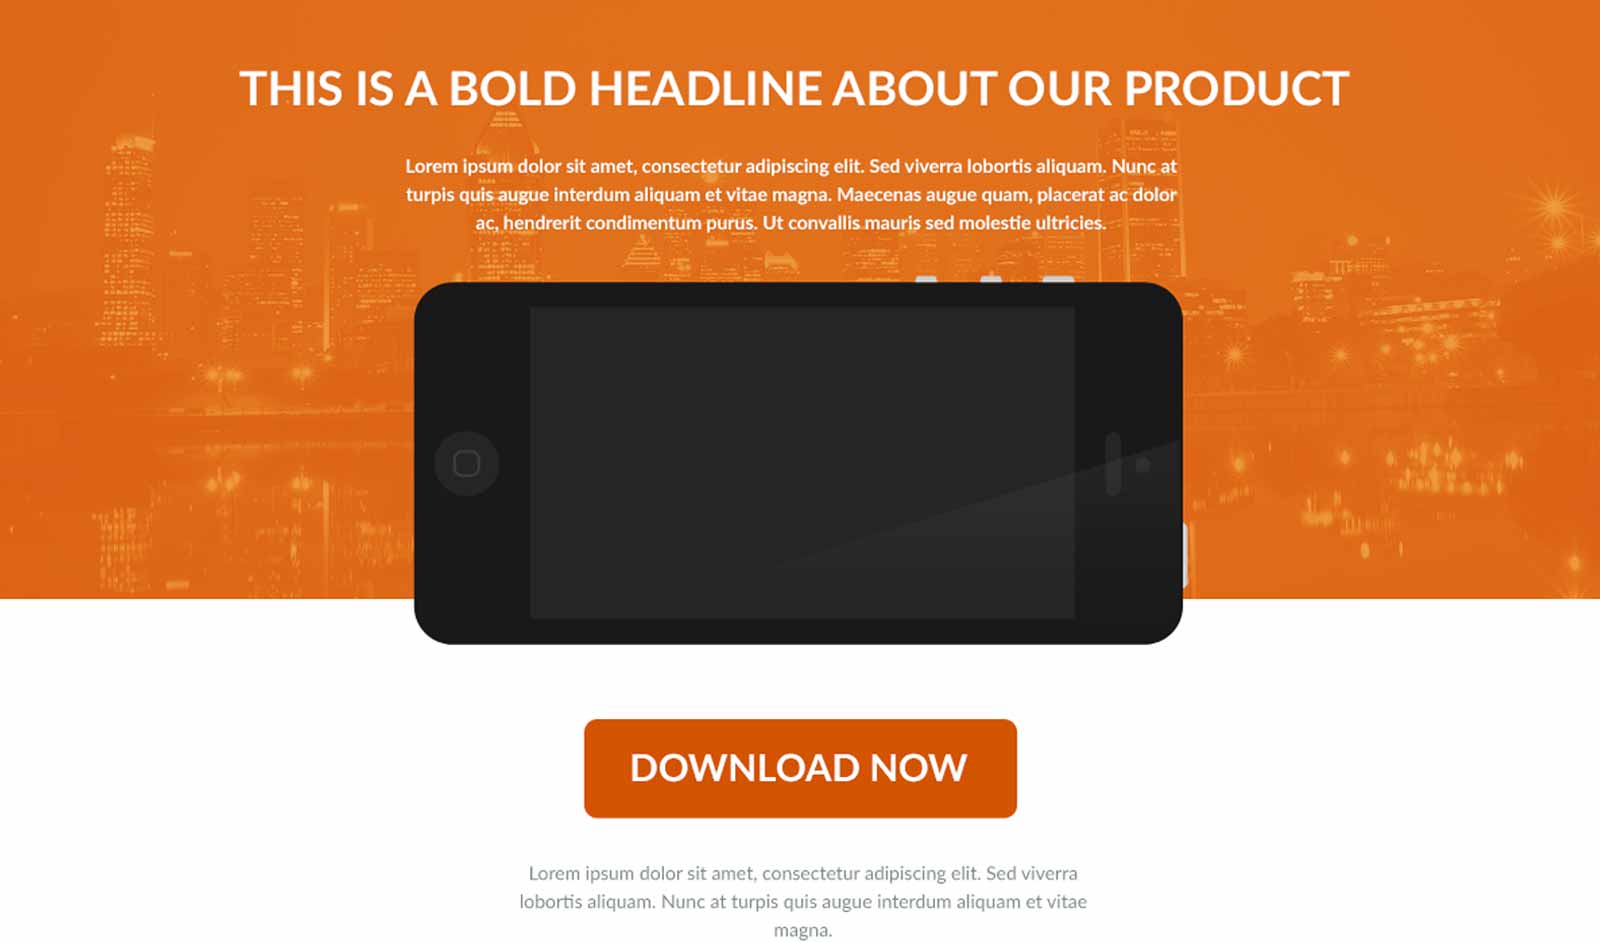 THIS IS A BOLD HEADLINE ABOUT OUR PRODUCT
Lorem ipsum dolor sit amet, consectetur adipiscing elit. Sed viverra lobortis aliquam. Nunc at
turpis quis augue interdum aliquam et vitae magna. Maecenas augue quam, placerat ac dolor
ac, hendrerit condimentum purus. Ut convallis mauris sed molestie ultricies.
DOWNLOAD NOW
Lorem ipsum dolor sit amet, consectetur adipiscing elit. Sed viverra
lobortis aliquam. Nunc at turpis quis augue interdum aliquam et vitae
magna.